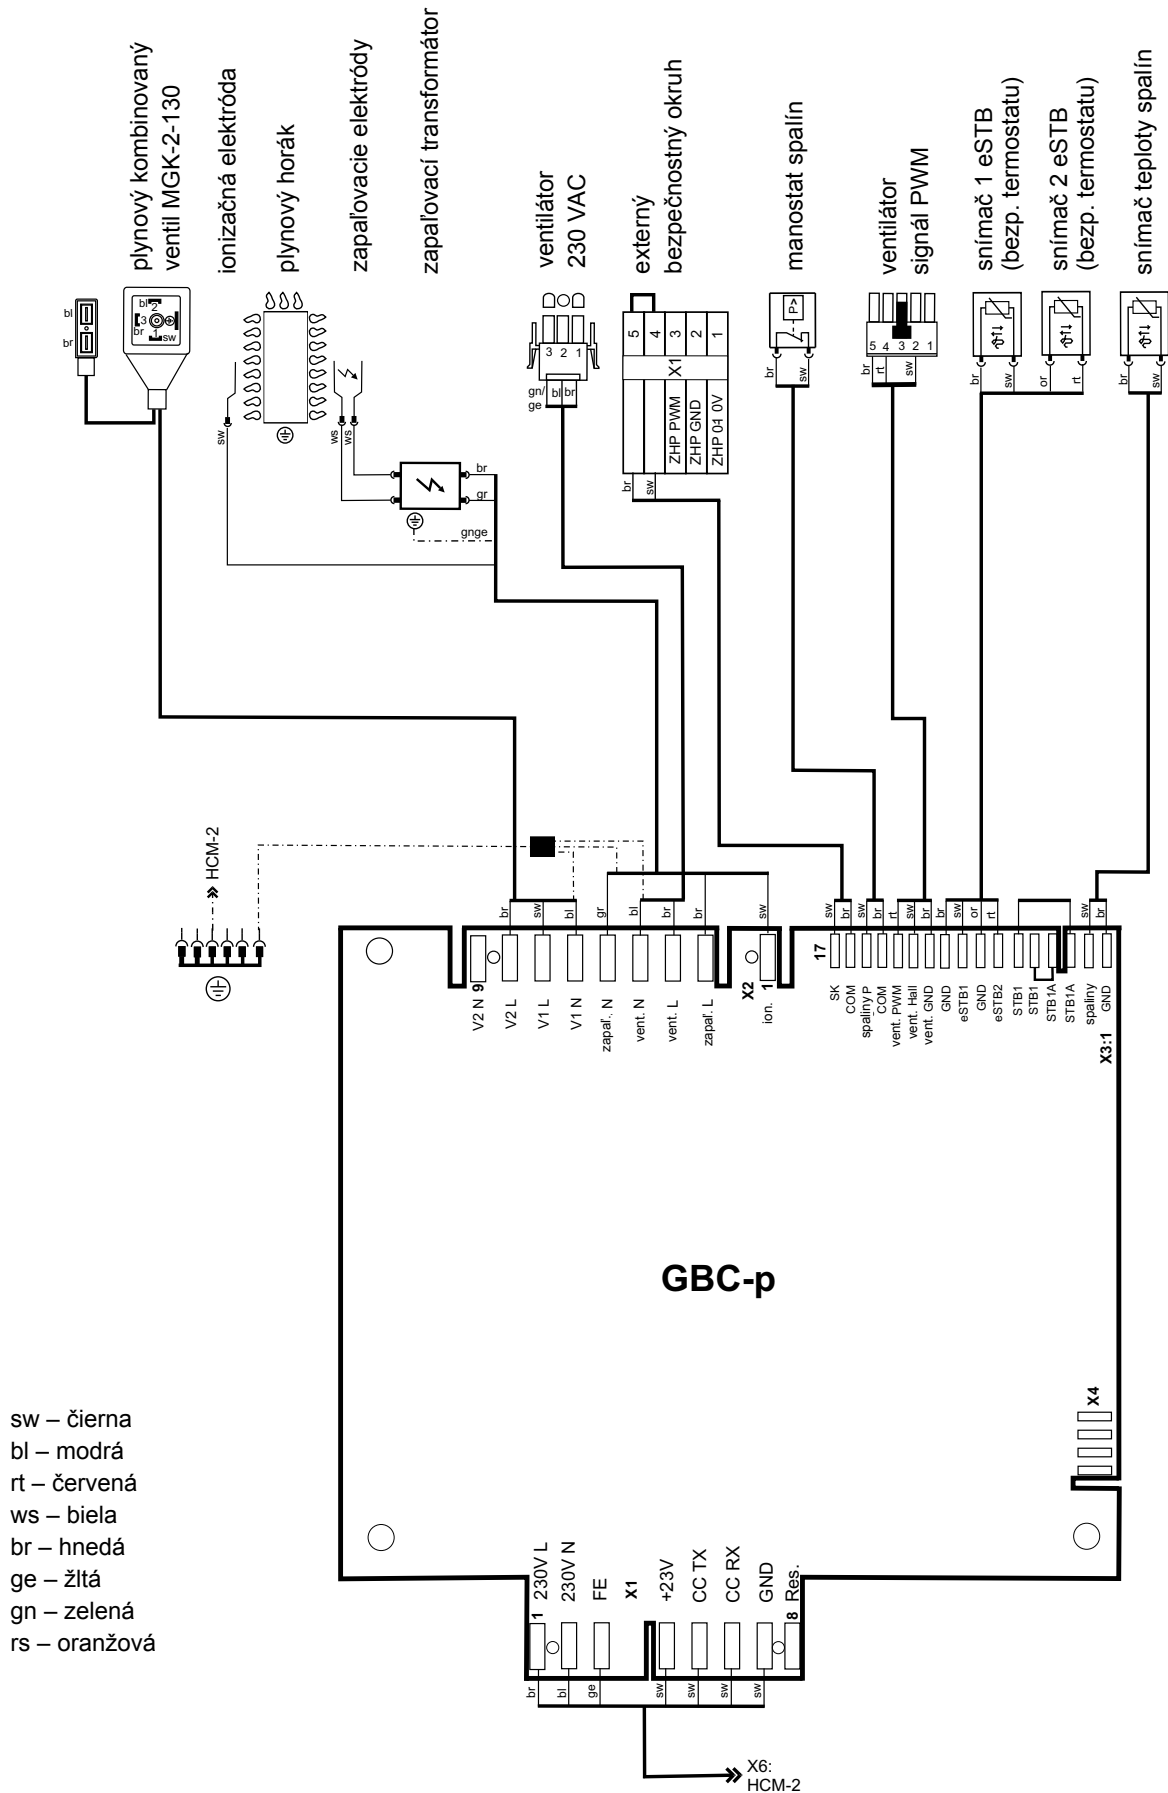 plynový kombinovaný
ventil MGK-2-130
ionizačná elektróda
plynový horák
zapaľovacie elektródy
zapaľovací transformátor
ventilátor
230 VAC
externý
bezpečnostný okruh
manostat spalín
ventilátor
signál PWM
snímač 1 eSTB
(bezp. termostatu)
snímač 2 eSTB
(bezp. termostatu)
snímač teploty spalín
bl
br
bl
2
3
br
1
sw
sw
ws
ws
br
gr
gnge
3
2
1
gn/
ge
bl
br
5
4
3
2
1
X1
ZHP PWM
ZHP GND
ZHP 04 0V
br
sw
P>
br
sw
5
4
3
2
1
br
rt
sw
br
sw
or
rt
br
sw
HCM-2
br
sw
bl
gr
bl
br
br
sw
sw
br
sw
br
rt
sw
br
br
sw
or
rt
sw
br
V2 N
9
V2 L
V1 L
V1 N
zapaľ. N
vent. N
vent. L
zapaľ. L
X2
ion.
1
17
SK
COM
spaliny P
COM
vent. PWM
vent. Hall
vent. GND
GND
eSTB1
GND
eSTB2
STB1
STB1
STB1A
STB1A
spaliny
GND
X3:1
GBC-p
X4
sw – čierna
bl – modrá
rt – červená
ws – biela
br – hnedá
ge – žltá
gn – zelená
rs – oranžová
1
230V L
230V N
FE
X1
+23V
CC TX
CC RX
GND
8
Res.
br
bl
ge
sw
sw
sw
sw
X6:
HCM-2